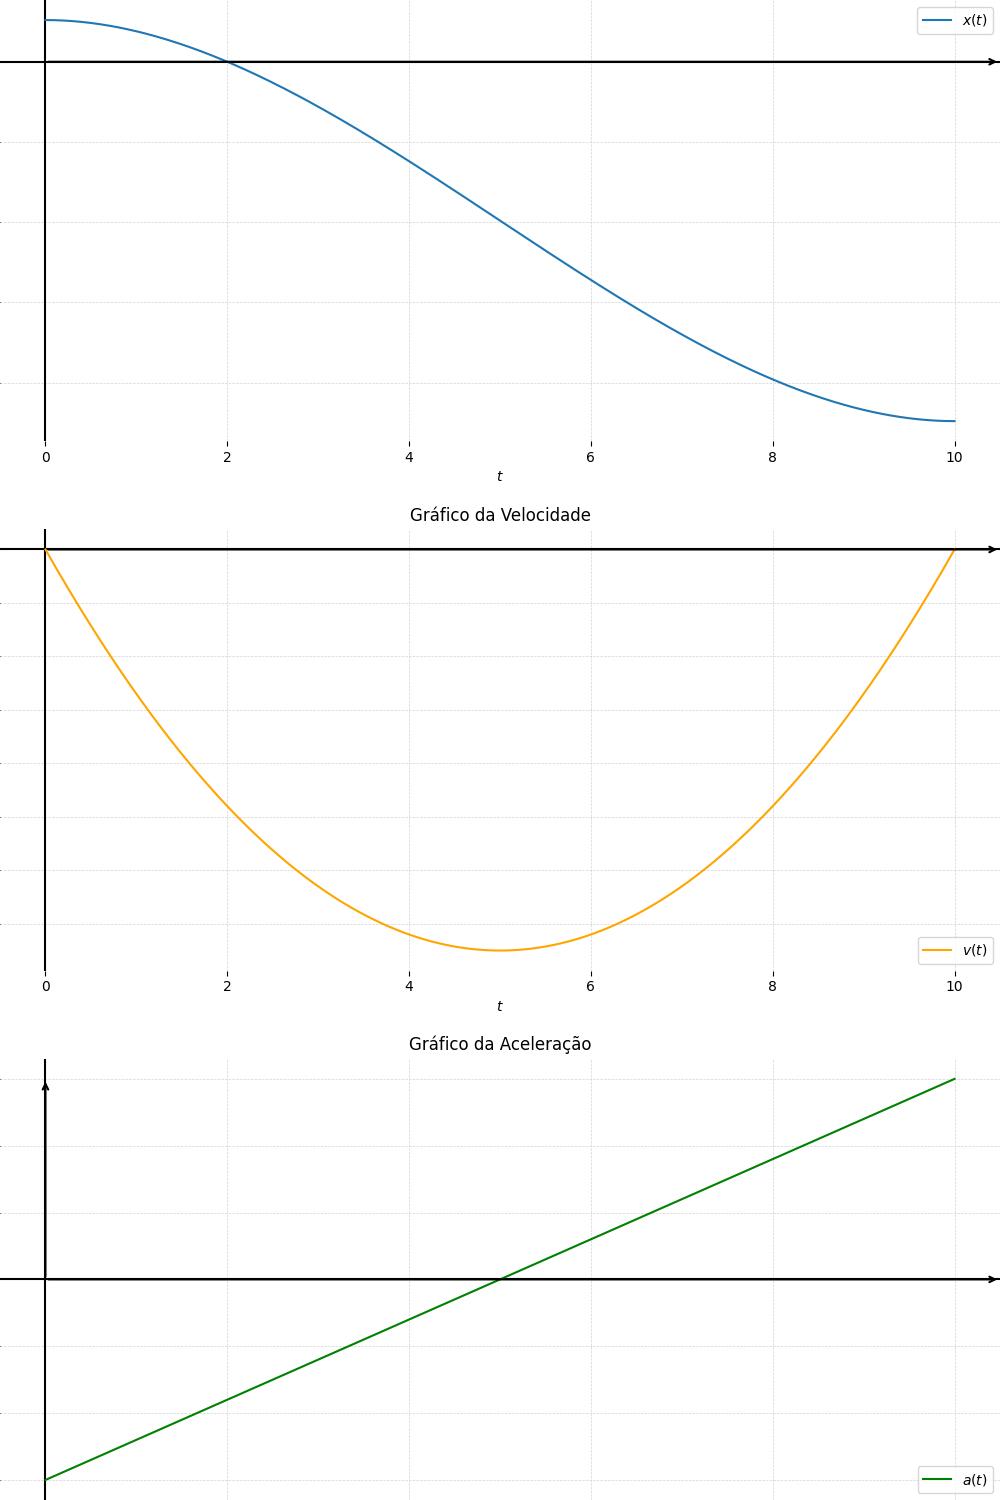 x(t)
0 2 4 6 8 10
t
Gráfico da Velocidade
v(t)
0 2 4 6 8 10
t
Gráfico da Aceleração
a(t)